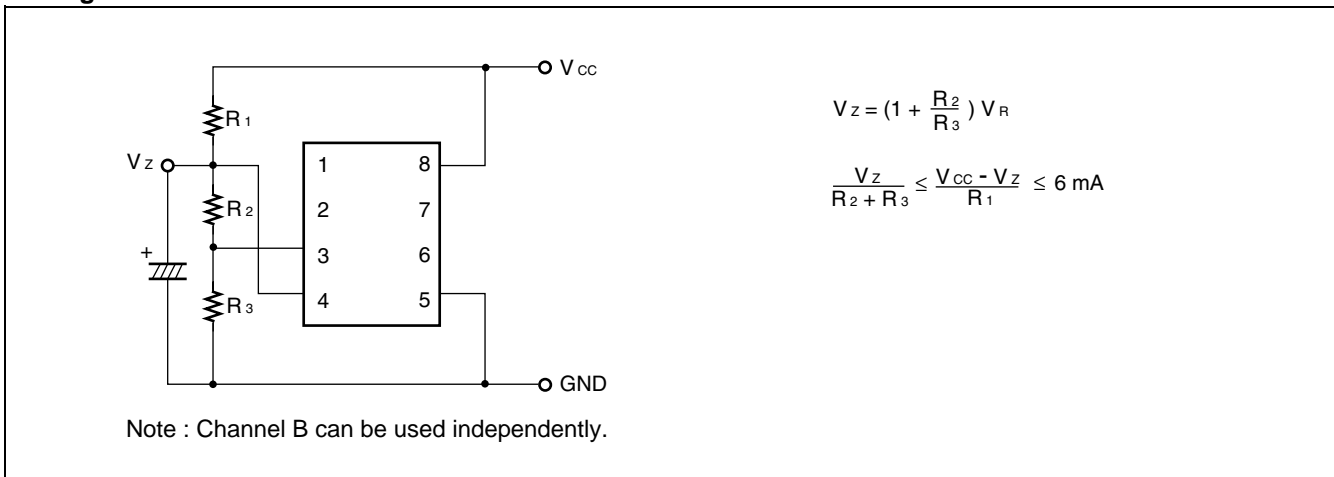 V CC
R 1
V Z
R 2
+
R 3
1 8
2 7
3 6
4 5
GND
Note : Channel B can be used independently.
V Z = (1 + R 2 / R 3 ) V R
V Z / R 2 + R 3 ≤ V CC - V Z / R 1 ≤ 6 mA